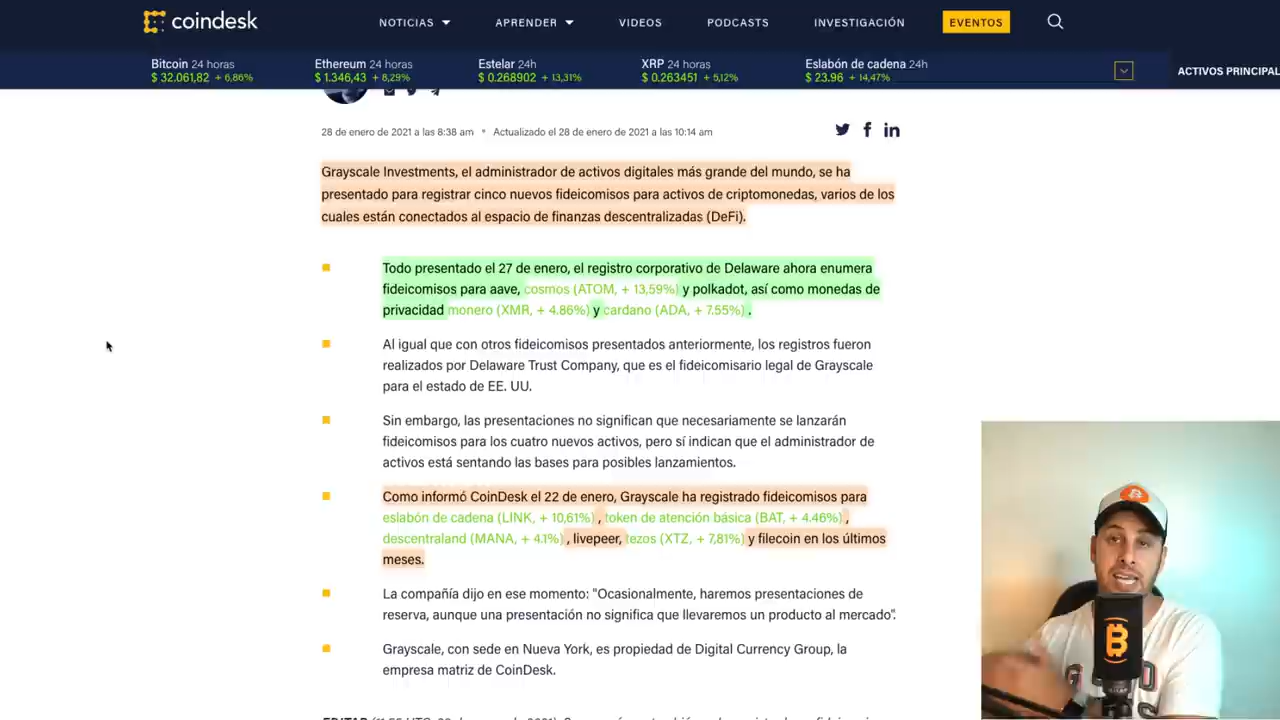 coindesk
NOTICIAS
APRENDER
VIDEOS
PODCASTS
INVESTIGACIÓN
EVENTOS
Bitcoin 24 horas
$ 32.061,82 + 6,86%
Ethereum 24 horas
$ 1.346,43 + 8,29%
Estelar 24h
$ 0.268902 + 13,31%
XRP 24 horas
$ 0.263451 + 5,12%
Eslabón de cadena 24h
$ 23.96 + 14,47%
ACTIVOS PRINCIPAL
28 de enero de 2021 a las 8:38 am • Actualizado el 28 de enero de 2021 a las 10:14 am
Grayscale Investments, el administrador de activos digitales más grande del mundo, se ha
presentado para registrar cinco nuevos fideicomisos para activos de criptomonedas, varios de los
cuales están conectados al espacio de finanzas descentralizadas (DeFi).
Todo presentado el 27 de enero, el registro corporativo de Delaware ahora enumera
fideicomisos para aave, cosmos (ATOM, + 13,59%) y polkadot, así como monedas de
privacidad monero (XMR, + 4.86%) y cardano (ADA, + 7.55%) .
Al igual que con otros fideicomisos presentados anteriormente, los registros fueron
realizados por Delaware Trust Company, que es el fideicomisario legal de Grayscale
para el estado de EE. UU.
Sin embargo, las presentaciones no significan que necesariamente se lanzarán
fideicomisos para los cuatro nuevos activos, pero sí indican que el administrador de
activos está sentando las bases para posibles lanzamientos.
Como informó CoinDesk el 22 de enero, Grayscale ha registrado fideicomisos para
eslabón de cadena (LINK, + 10,61%) , token de atención básica (BAT, + 4.46%) ,
descentraland (MANA, + 4.1%) , livepeer, tezos (XTZ, + 7,81%) y filecoin en los últimos
meses.
La compañía dijo en ese momento: "Ocasionalmente, haremos presentaciones de
reserva, aunque una presentación no significa que llevaremos un producto al mercado".
Grayscale, con sede en Nueva York, es propiedad de Digital Currency Group, la
empresa matriz de CoinDesk.